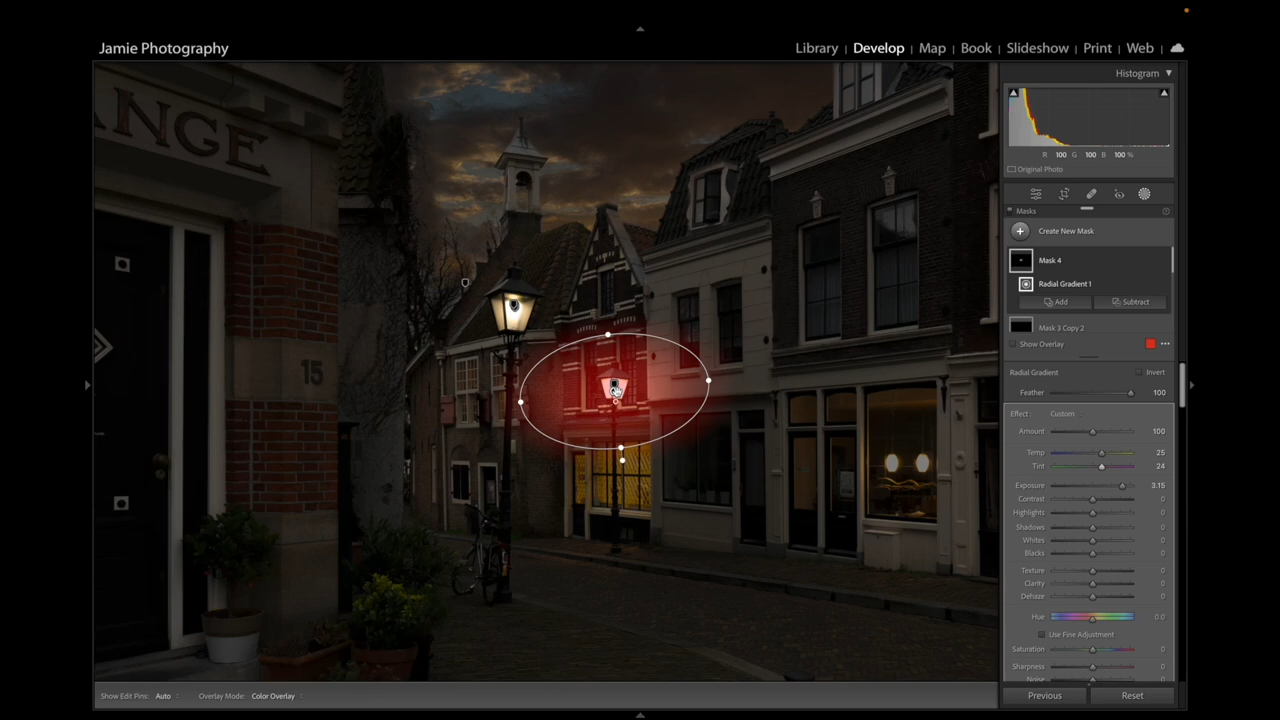 Jamie Photography
Library | Develop | Map | Book | Slideshow | Print | Web |
Histogram
R 100 G 100 B 100 %
Original Photo
Masks
Create New Mask
Mask 4
Radial Gradient 1
Add Subtract
Mask 3 Copy 2
Show Overlay
Radial Gradient Invert
Feather 100
Effect : Custom
Amount 100
Temp 25
Tint 24
Exposure 3.15
Contrast 0
Highlights 0
Shadows 0
Whites 0
Blacks 0
Texture 0
Clarity 0
Dehaze 0
Hue 0.0
Use Fine Adjustment
Saturation 0
Sharpness 0
Noise 0
Previous Reset
Show Edit Pins: Auto Overlay Mode: Color Overlay
ANGE
15